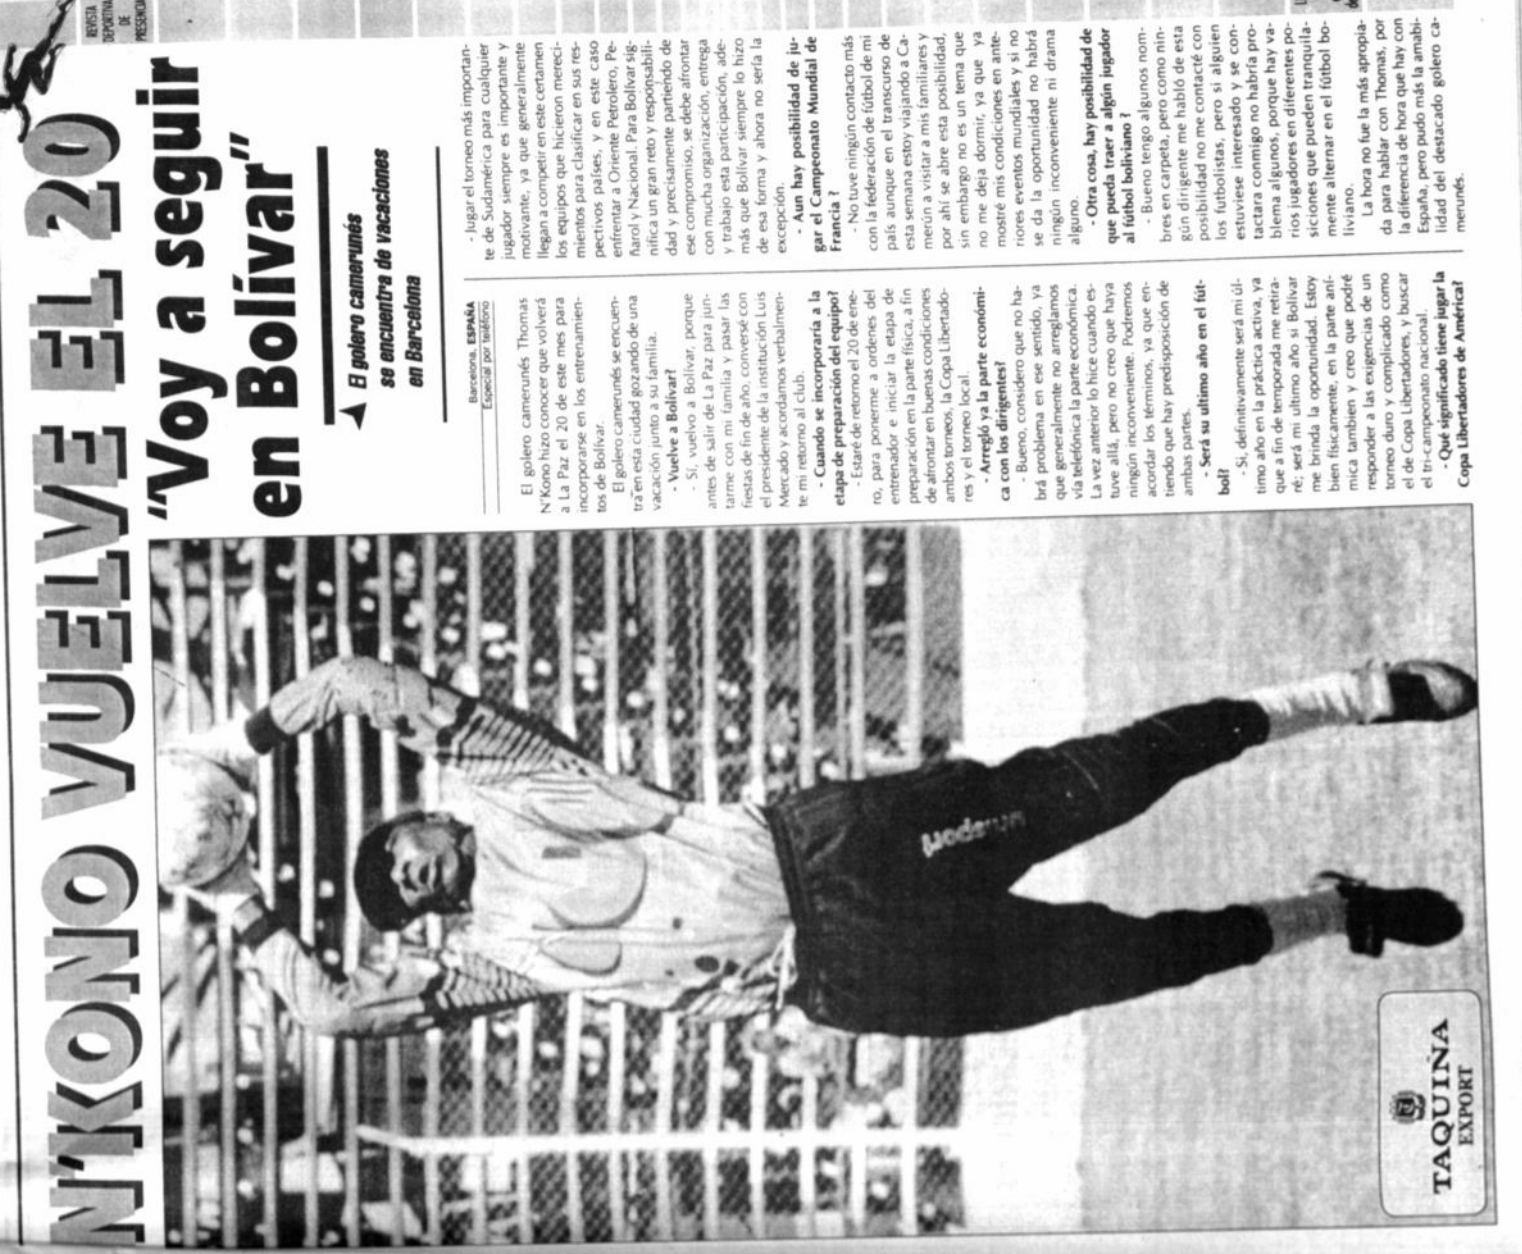 REVISTA
DEPORTIVA
DE
PRESENCIA
N'KONO VUELVE EL 20
"Voy a seguir
en Bolívar"
El golero camerunés
se encuentra de vacaciones
en Barcelona
Barcelona, ESPAÑA
Especial por teléfono
El golero camerunés Thomas
N'Kono hizo conocer que volverá
a La Paz el 20 de este mes para
incorporarse en los entrenamien-
tos de Bolívar.
El golero camerunés se encuen-
tra en esta ciudad gozando de una
vacación junto a su familia.
- Vuelve a Bolívar?
- Sí, vuelvo a Bolívar, porque
antes de salir de La Paz para jun-
tarme con mi familia y pasar las
fiestas de fin de año, conversé con
el presidente de la institución Luis
Mercado y acordamos verbalmen-
te mi retorno al club.
- Cuando se incorporaría a la
etapa de preparación del equipo?
- Estaré de retorno el 20 de ene-
ro, para ponerme a ordenes del
entrenador e iniciar la etapa de
preparación en la parte física, a fin
de afrontar en buenas condiciones
ambos torneos, la Copa Libertado-
res y el torneo local.
- Arregló ya la parte económi-
ca con los dirigentes?
- Bueno, considero que no ha-
brá problema en ese sentido, ya
que generalmente no arreglamos
vía telefónica la parte económica.
La vez anterior lo hice cuando es-
tuve allá, pero no creo que haya
ningún inconveniente. Podremos
acordar los términos, ya que en-
tiendo que hay predisposición de
ambas partes.
- Será su ultimo año en el fút-
bol?
- Sí, definitivamente será mi úl-
timo año en la práctica activa, ya
que a fin de temporada me retira-
ré; será mi ultimo año si Bolívar
me brinda la oportunidad. Estoy
bien físicamente, en la parte aní-
mica tambien y creo que podré
responder a las exigencias de un
torneo duro y complicado como
el de Copa Libertadores, y buscar
el tri-campeonato nacional.
- Qué significado tiene jugar la
Copa Libertadores de América?
- Jugar el torneo más importan-
te de Sudamérica para cualquier
jugador siempre es importante y
motivante, ya que generalmente
llegan a competir en este certamen
los equipos que hicieron mereci-
mientos para clasificar en sus res-
pectivos países, y en este caso
enfrentar a Oriente Petrolero, Pe-
ñarol y Nacional. Para Bolívar sig-
nifica un gran reto y responsabili-
dad y precisamente partiendo de
ese compromiso, se debe afrontar
con mucha organización, entrega
y trabajo esta participación, ade-
más que Bolívar siempre lo hizo
de esa forma y ahora no sería la
excepción.
- Aun hay posibilidad de ju-
gar el Campeonato Mundial de
Francia ?
- No tuve ningún contacto más
con la federación de fútbol de mi
país aunque en el transcurso de
esta semana estoy viajando a Ca-
merún a visitar a mis familiares y
por ahí se abre esta posibilidad,
sin embargo no es un tema que
no me deja dormir, ya que ya
mostré mis condiciones en ante-
riores eventos mundiales y si no
se da la oportunidad no habrá
ningún inconveniente ni drama
alguno.
- Otra cosa, hay posibilidad de
que pueda traer a algún jugador
al fútbol boliviano ?
- Bueno tengo algunos nom-
bres en carpeta, pero como nin-
gún dirigente me habló de esta
posibilidad no me contacté con
los futbolistas, pero si alguien
estuviese interesado y se con-
tactara conmigo no habría pro-
blema algunos, porque hay va-
rios jugadores en diferentes po-
siciones que pueden tranquila-
mente alternar en el fútbol bo-
liviano.
La hora no fue la más apropia-
da para hablar con Thomas, por
la diferencia de hora que hay con
España, pero pudo más la amabi-
lidad del destacado golero ca-
merunés.
umsport
TAQUIÑA
EXPORT